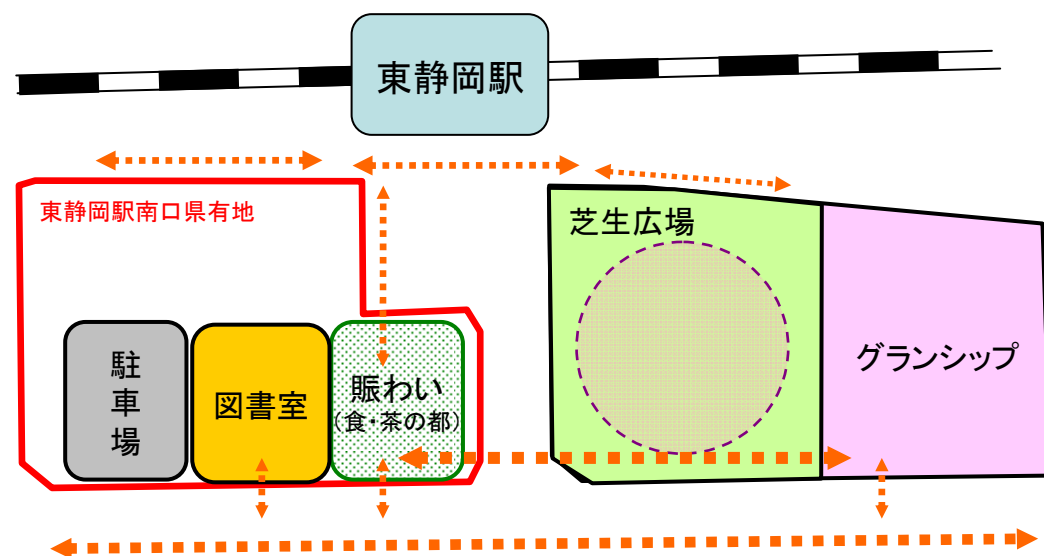 東静岡駅
東静岡駅南口県有地
芝生広場
駐車場
図書室
賑わい
(食・茶の都)
グランシップ